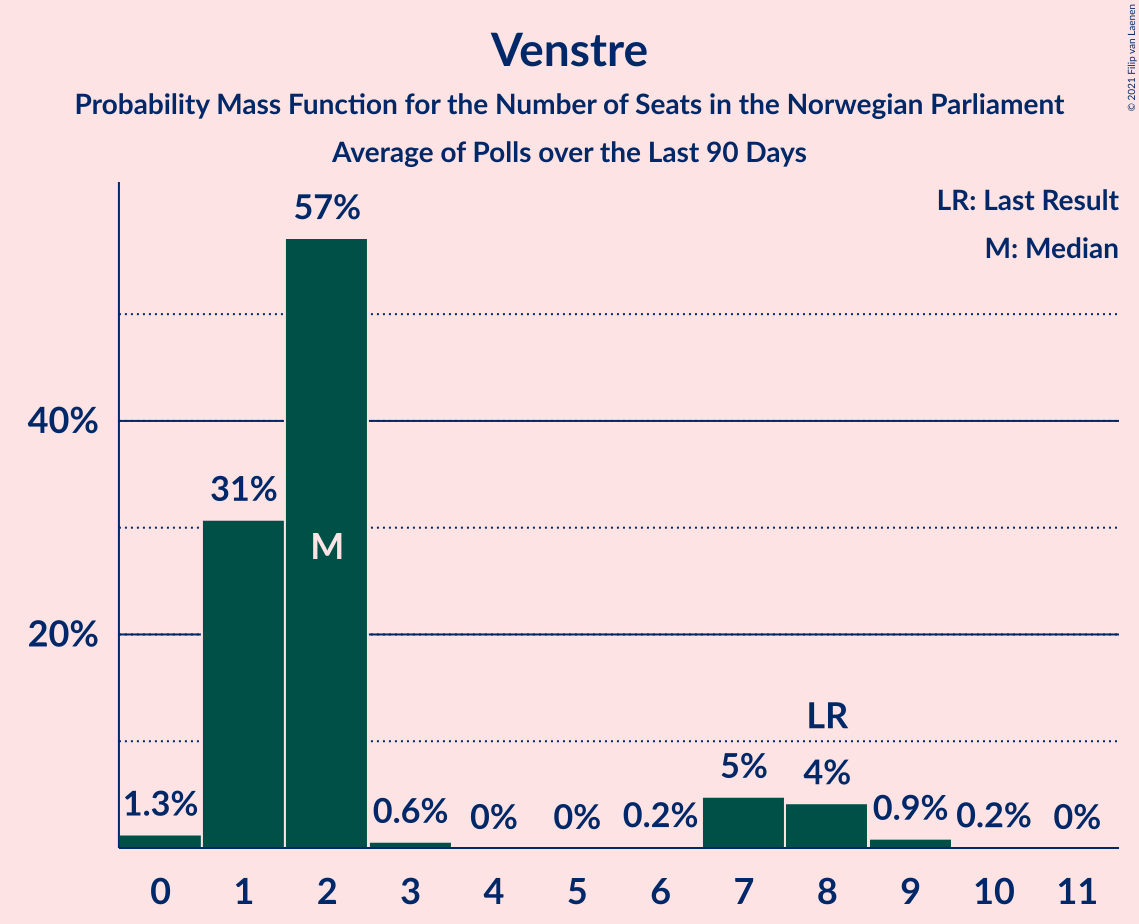 Venstre
Probability Mass Function for the Number of Seats in the Norwegian Parliament
Average of Polls over the Last 90 Days
© 2021 Filip van Laenen
LR: Last Result
M: Median
57%
40%
31%
M
20%
LR
1.3%
0.6%
0%
0%
0.2%
5%
4%
0.9%
0.2%
0%
0 1 2 3 4 5 6 7 8 9 10 11